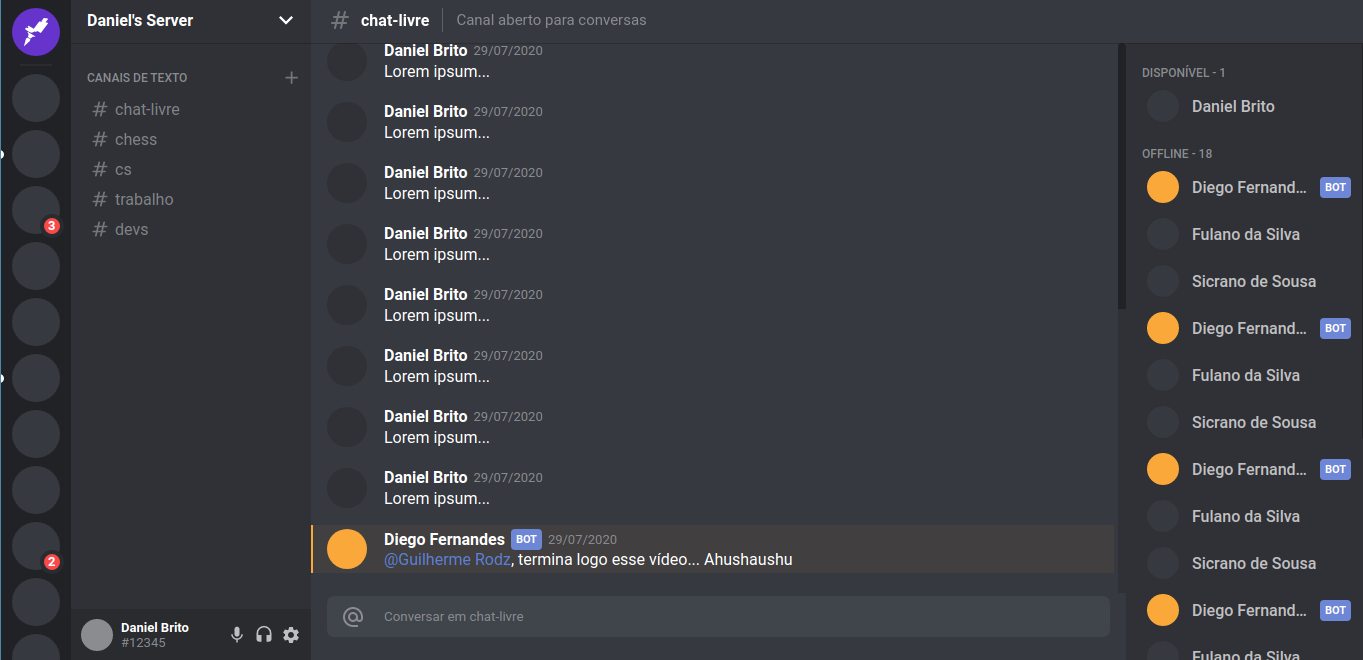 Daniel's Server
CANAIS DE TEXTO
# chat-livre
# chess
# cs
# trabalho
# devs
3
2
Daniel Brito
#12345
# chat-livre Canal aberto para conversas
Daniel Brito 29/07/2020
Lorem ipsum...
Daniel Brito 29/07/2020
Lorem ipsum...
Daniel Brito 29/07/2020
Lorem ipsum...
Daniel Brito 29/07/2020
Lorem ipsum...
Daniel Brito 29/07/2020
Lorem ipsum...
Daniel Brito 29/07/2020
Lorem ipsum...
Daniel Brito 29/07/2020
Lorem ipsum...
Daniel Brito 29/07/2020
Lorem ipsum...
Diego Fernandes BOT 29/07/2020
@Guilherme Rodz, termina logo esse vídeo... Ahushaushu
@ Conversar em chat-livre
DISPONÍVEL - 1
Daniel Brito
OFFLINE - 18
Diego Fernand... BOT
Fulano da Silva
Sicrano de Sousa
Diego Fernand... BOT
Fulano da Silva
Sicrano de Sousa
Diego Fernand... BOT
Fulano da Silva
Sicrano de Sousa
Diego Fernand... BOT
Fulano da Silva